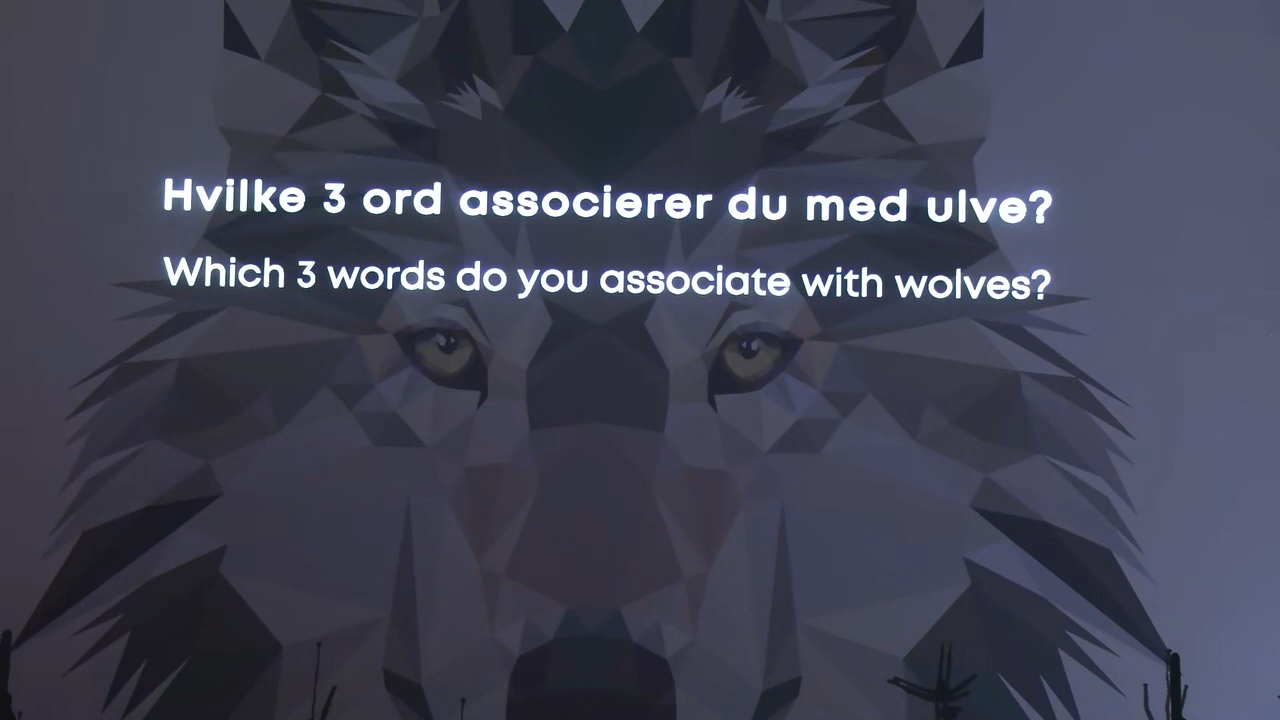 Hvilke 3 ord associerer du med ulve?
Which 3 words do you associate with wolves?